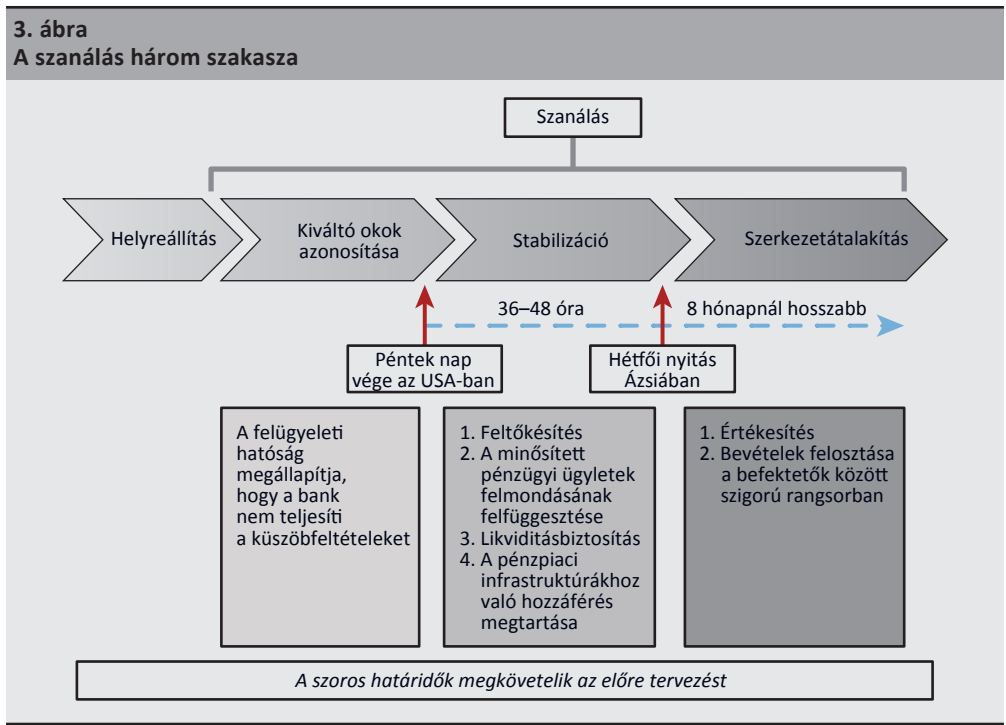 3. ábra
A szanálás három szakasza
Szanálás
Helyreállítás
Kiváltó okok
azonosítása
Stabilizáció
Szerkezetátalakítás
36–48 óra
8 hónapnál hosszabb
Péntek nap
vége az USA-ban
Hétfői nyitás
Ázsiában
A felügyeleti
hatóság
megállapítja,
hogy a bank
nem teljesíti
a küszöbfeltételeket
1. Feltőkésítés
2. A minősített
pénzügyi ügyletek
felmondásának
felfüggesztése
3. Likviditásbiztosítás
4. A pénzpiaci
infrastruktúrákhoz
való hozzáférés
megtartása
1. Értékesítés
2. Bevételek felosztása
a befektetők között
szigorú rangsorban
A szoros határidők megkövetelik az előre tervezést